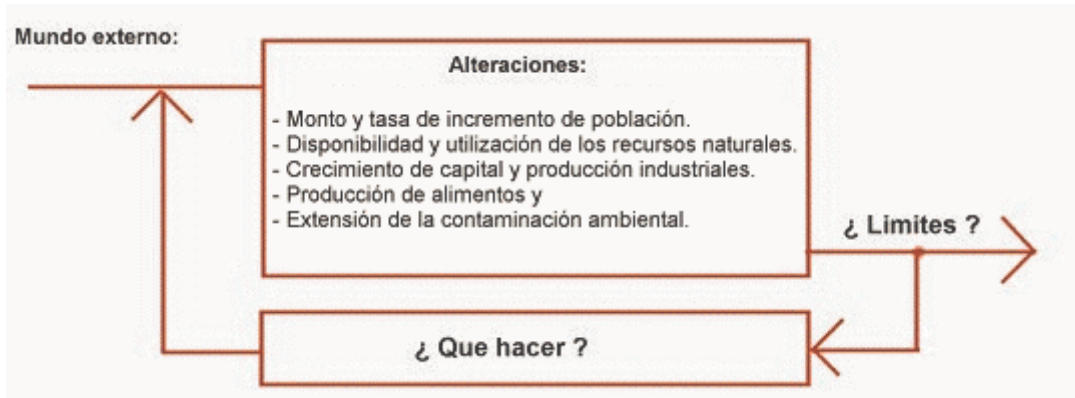 Mundo externo:
Alteraciones:
- Monto y tasa de incremento de población.
- Disponibilidad y utilización de los recursos naturales.
- Crecimiento de capital y producción industriales.
- Producción de alimentos y
- Extensión de la contaminación ambiental.
¿ Limites ?
¿ Que hacer ?